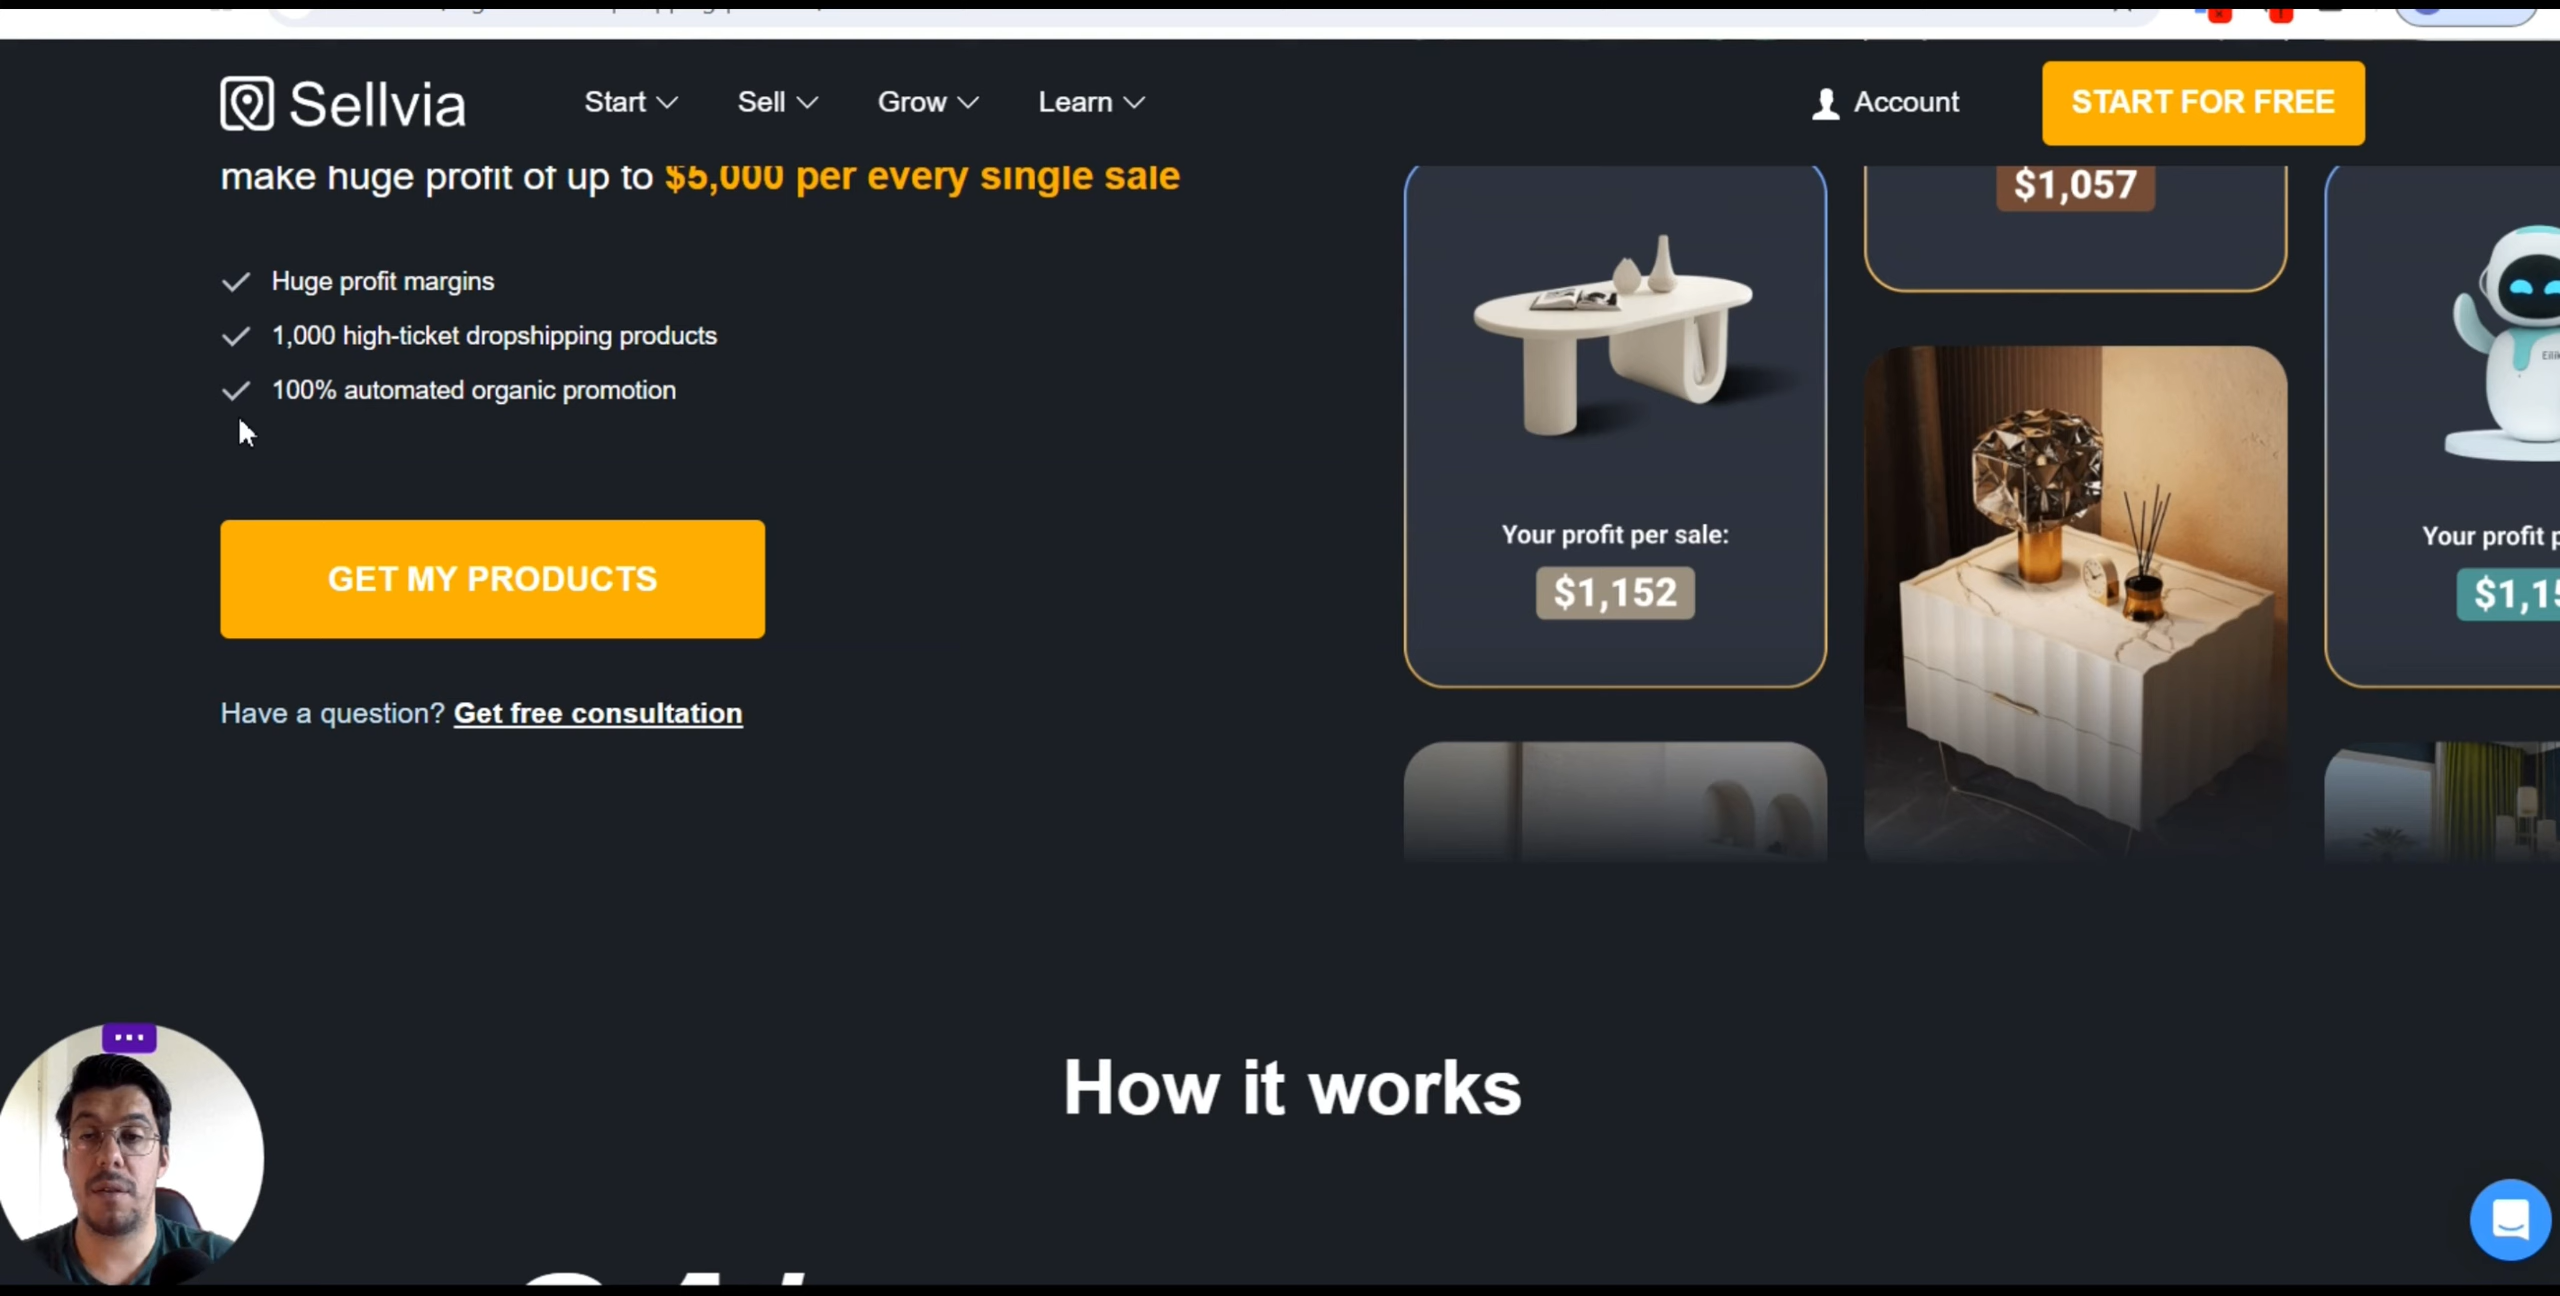 Sellvia
Start
Sell
Grow
Learn
Account
START FOR FREE
make huge profit of up to $5,000 per every single sale
Huge profit margins
1,000 high-ticket dropshipping products
100% automated organic promotion
GET MY PRODUCTS
Have a question? Get free consultation
$1,057
Your profit per sale:
$1,152
Your profit
How it works